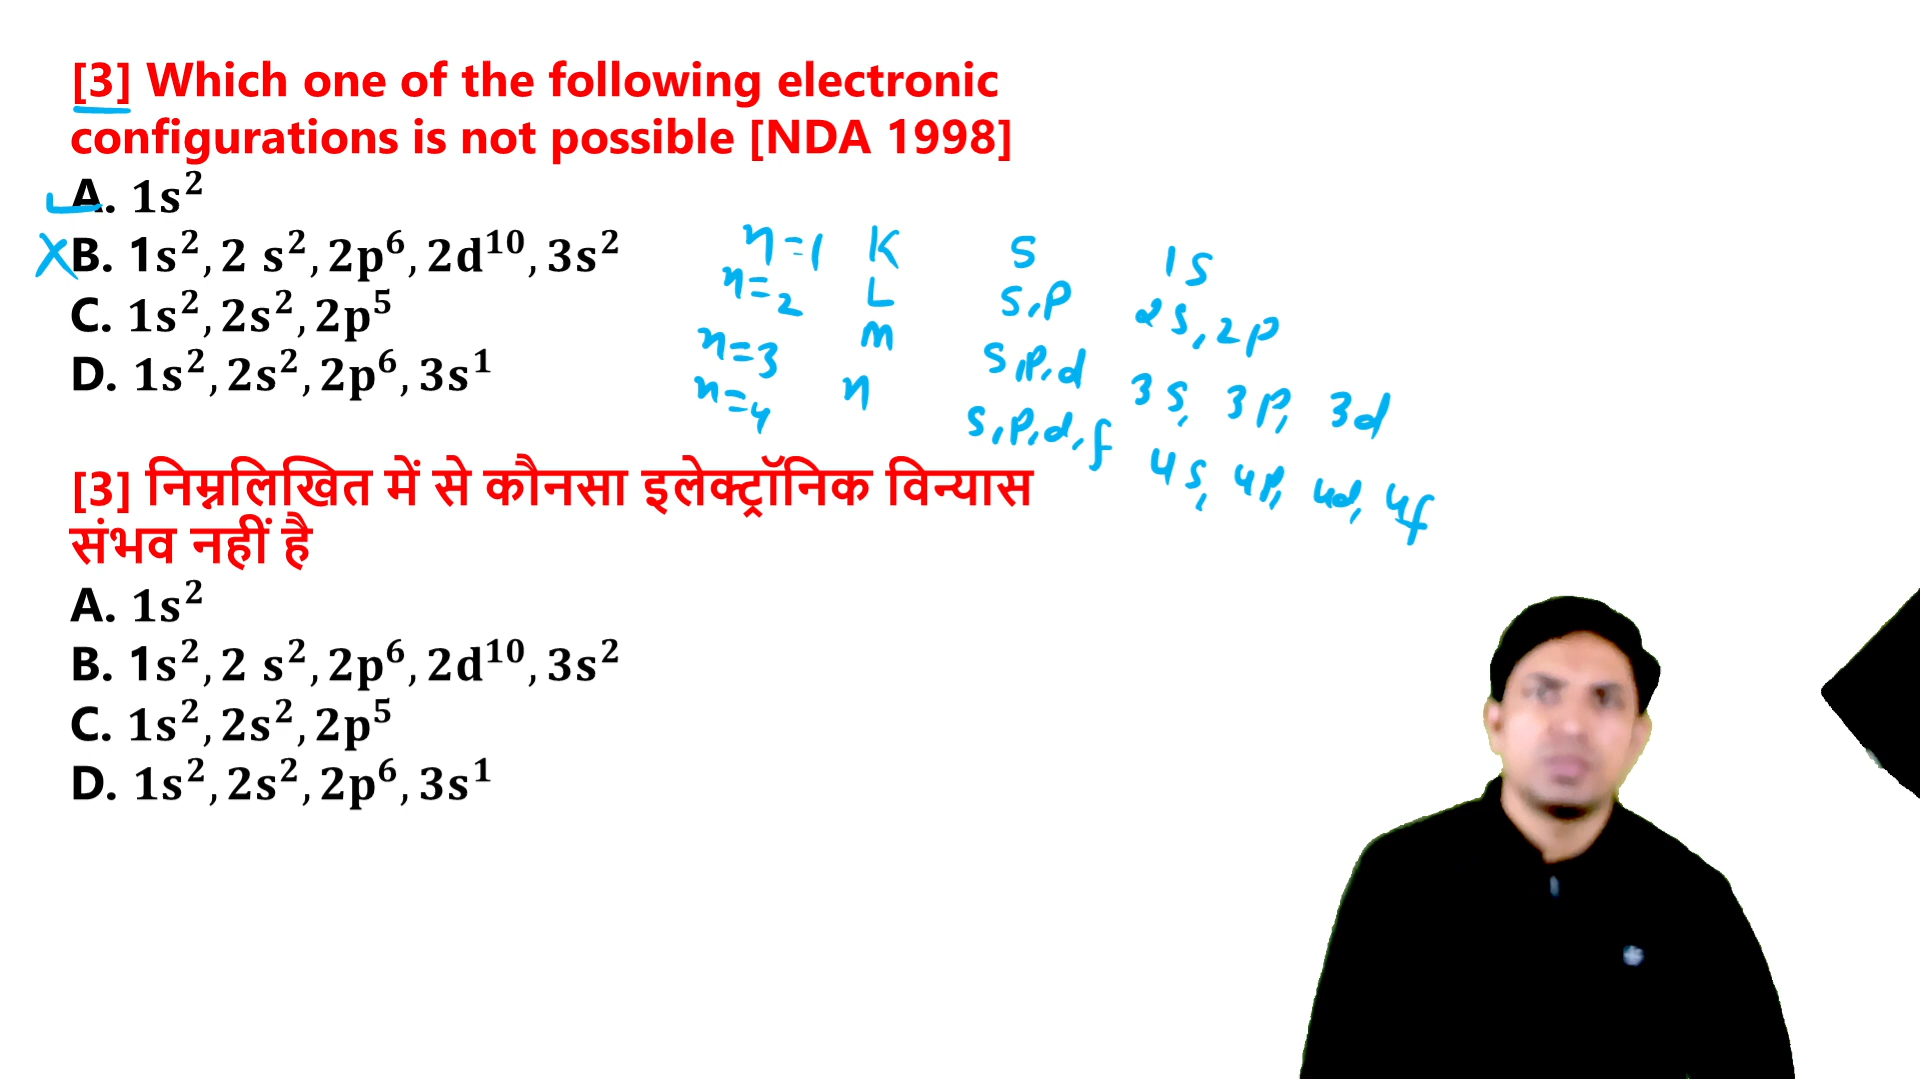 [3] Which one of the following electronic
configurations is not possible [NDA 1998]
A. 1s²
B. 1s², 2 s², 2p⁶, 2d¹⁰, 3s²
C. 1s², 2s², 2p⁵
D. 1s², 2s², 2p⁶, 3s¹
n=1 K s 1s
n=2 L s,p 2s,2p
n=3 m s,p,d 3s, 3p, 3d
n=4 n s,p,d,f 4s, 4p, 4d, 4f
[3] निम्नलिखित में से कौनसा इलेक्ट्रॉनिक विन्यास
संभव नहीं है
A. 1s²
B. 1s², 2 s², 2p⁶, 2d¹⁰, 3s²
C. 1s², 2s², 2p⁵
D. 1s², 2s², 2p⁶, 3s¹